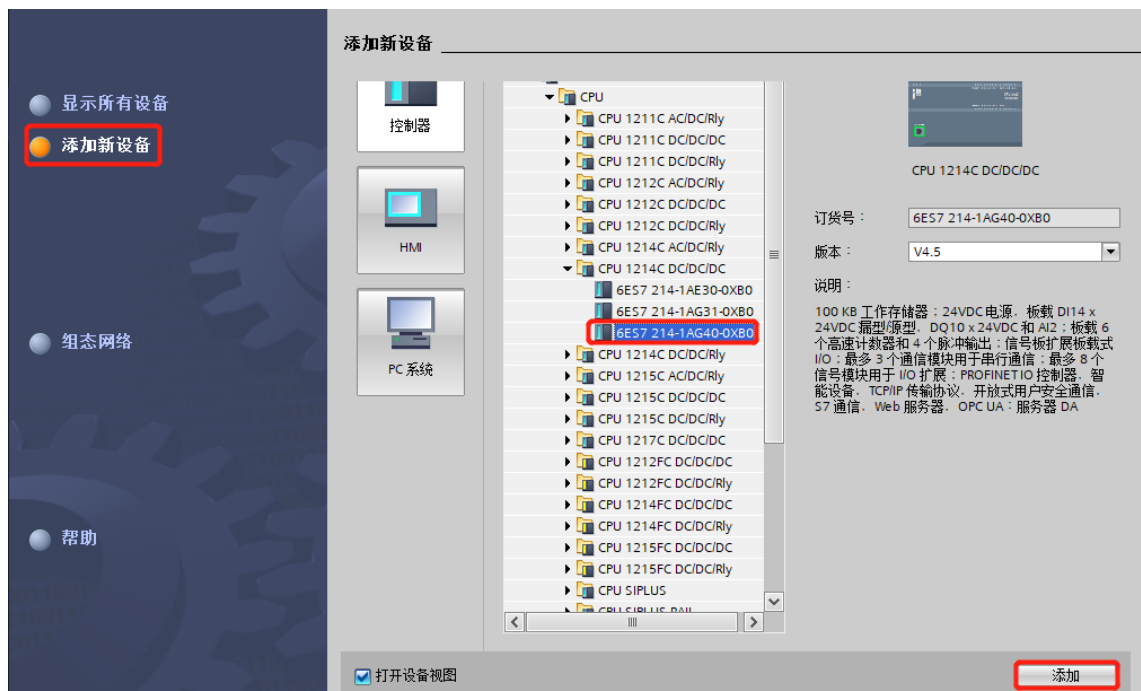 添加新设备
显示所有设备
添加新设备
组态网络
帮助
控制器
HMI
PC 系统
CPU
CPU 1211C AC/DC/Rly
CPU 1211C DC/DC/DC
CPU 1211C DC/DC/Rly
CPU 1212C AC/DC/Rly
CPU 1212C DC/DC/DC
CPU 1212C DC/DC/Rly
CPU 1214C AC/DC/Rly
CPU 1214C DC/DC/DC
6ES7 214-1AE30-0XB0
6ES7 214-1AG31-0XB0
6ES7 214-1AG40-0XB0
CPU 1214C DC/DC/Rly
CPU 1215C AC/DC/Rly
CPU 1215C DC/DC/DC
CPU 1215C DC/DC/Rly
CPU 1217C DC/DC/DC
CPU 1212FC DC/DC/DC
CPU 1212FC DC/DC/Rly
CPU 1214FC DC/DC/DC
CPU 1214FC DC/DC/Rly
CPU 1215FC DC/DC/DC
CPU 1215FC DC/DC/Rly
CPU SIPLUS
CPU SIPLUS RAIL
CPU 1214C DC/DC/DC
订货号： 6ES7 214-1AG40-0XB0
版本： V4.5
说明：
100 KB 工作存储器；24VDC 电源，板载 DI14 x
24VDC 漏型/源型，DQ10 x 24VDC 和 AI2；板载 6
个高速计数器和 4 个脉冲输出；信号板扩展板载式
I/O；最多 3 个通信模块用于串行通信；最多 8 个
信号模块用于 I/O 扩展；PROFINET IO 控制器，智
能设备，TCP/IP 传输协议，开放式用户安全通信，
S7 通信，Web 服务器，OPC UA：服务器 DA
打开设备视图
添加